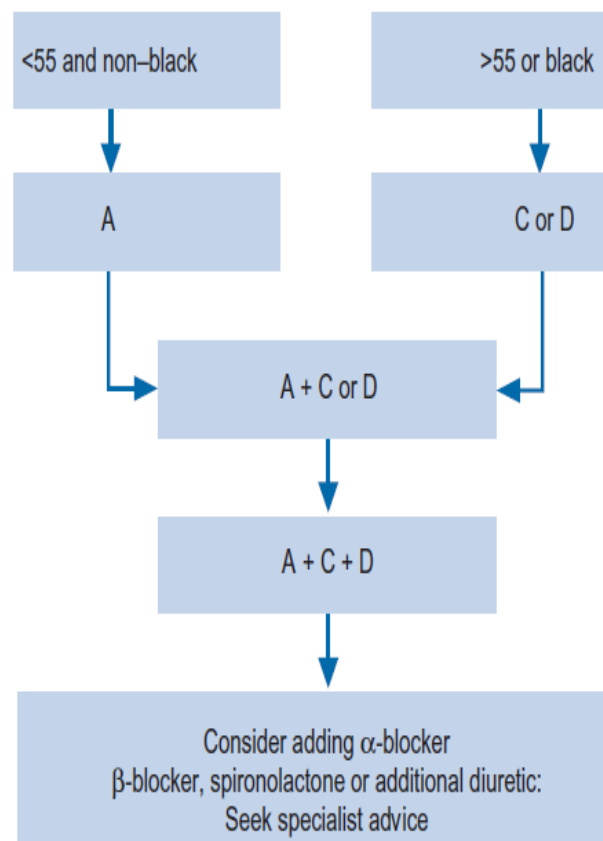 <55 and non–black
>55 or black
A
C or D
A + C or D
A + C + D
Consider adding α-blocker
β-blocker, spironolactone or additional diuretic:
Seek specialist advice